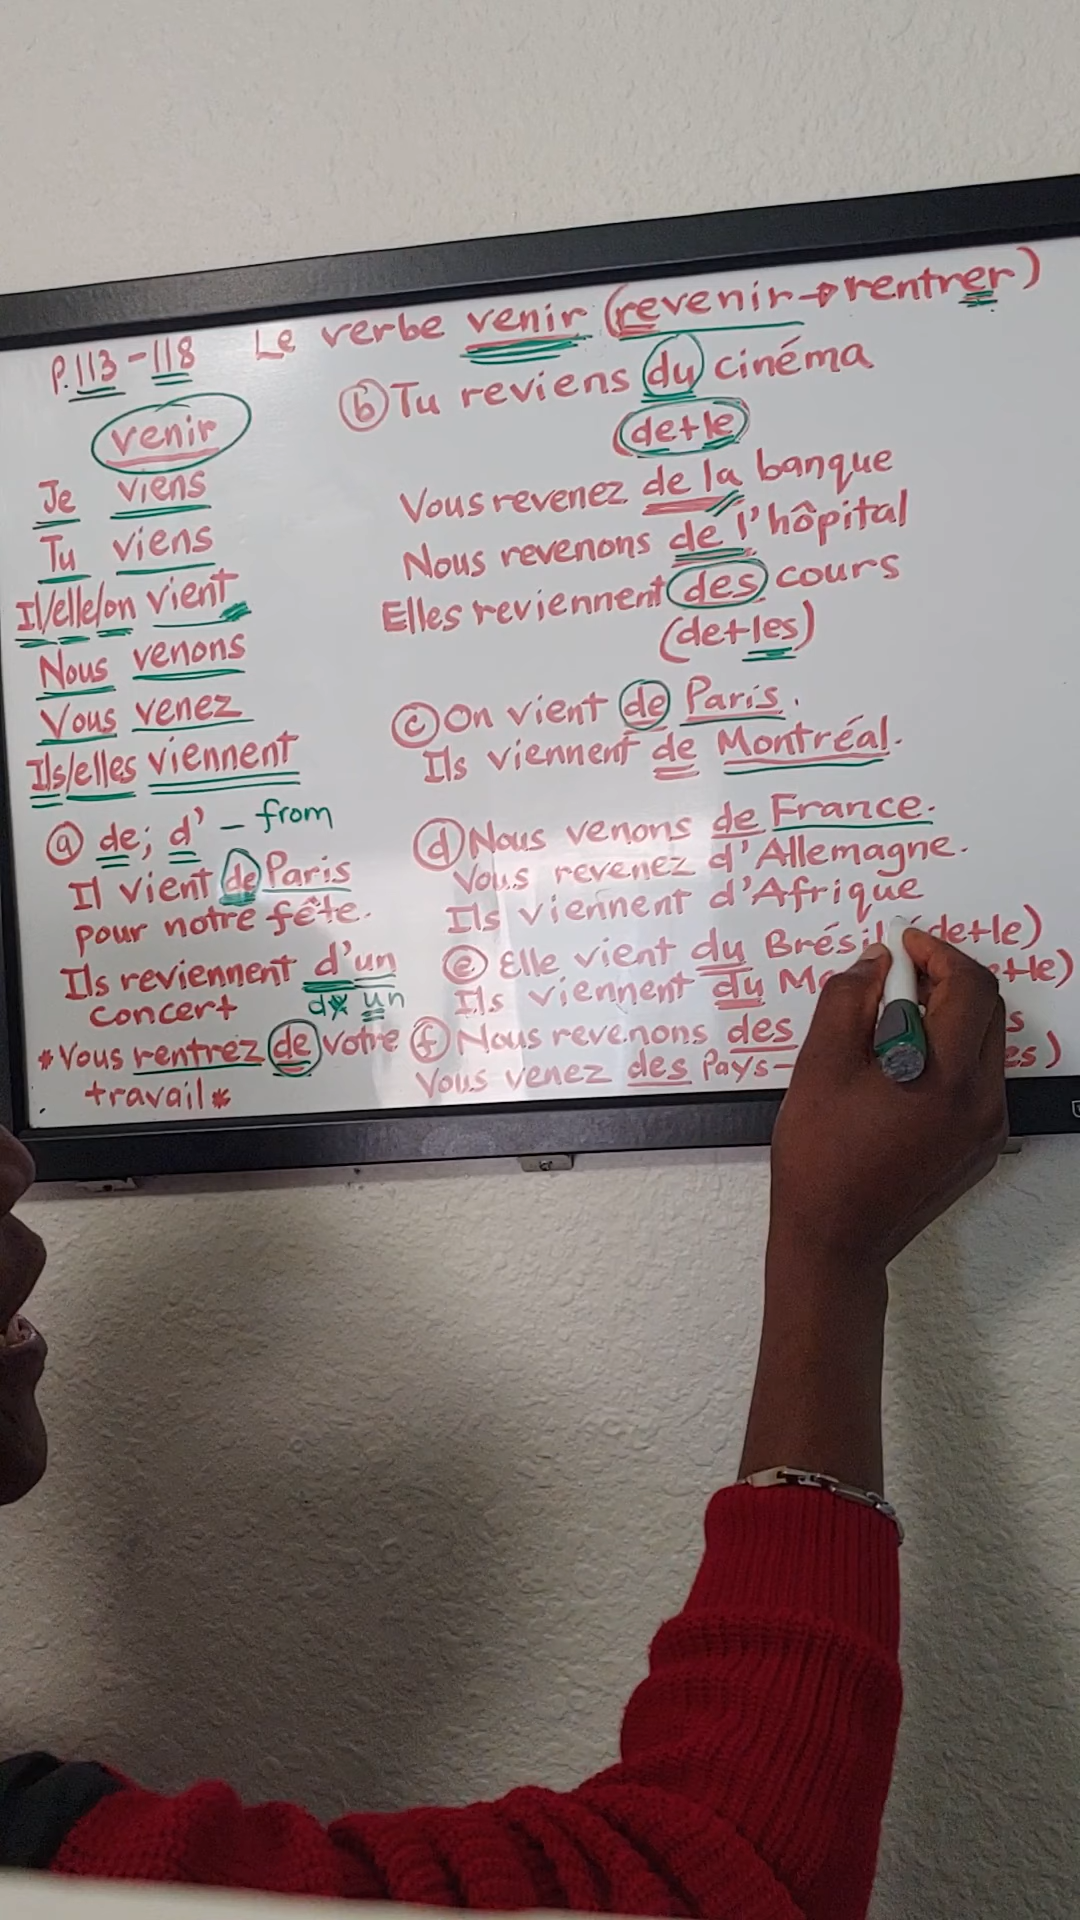 P.113-118 Le verbe venir (revenir→rentrer)
venir
Je viens
Tu viens
Il/elle/on vient
Nous venons
Vous venez
Ils/elles viennent
ⓐ de; d' - from
Il vient de Paris
pour notre fête.
Ils reviennent d'un
de un
concert
*Vous rentrez de votre
travail*
ⓑ Tu reviens du cinéma
(de+le)
Vous revenez de la banque
Nous revenons de l'hôpital
Elles reviennent des cours
(de+les)
ⓒ On vient de Paris.
Ils viennent de Montréal.
ⓓ Nous venons de France.
Vous revenez d'Allemagne.
Ils viennent d'Afrique
ⓔ Elle vient du Brésil (de+le)
Ils viennent du
ⓕ Nous revenons des
Vous venez des Pays-